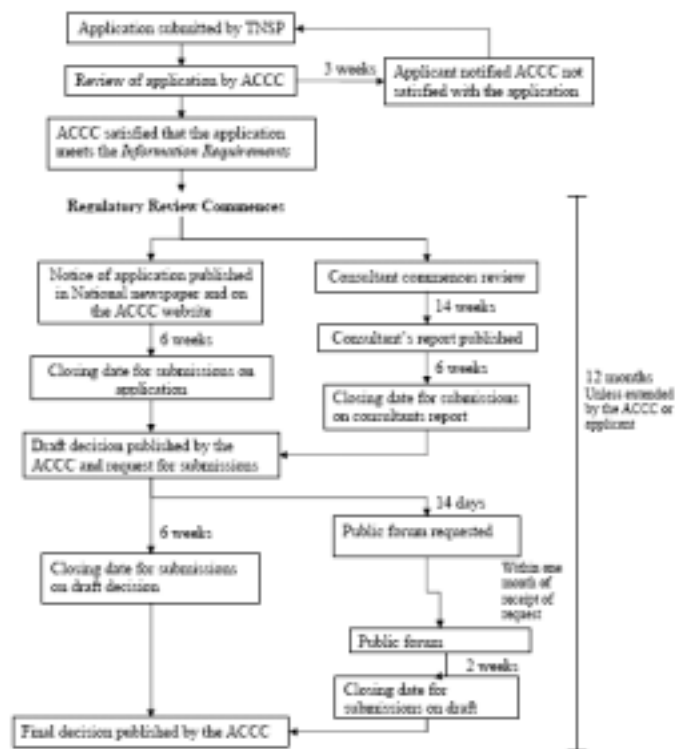 Application submitted by TNSP
Review of application by ACCC
3 weeks
Applicant notified ACCC not
satisfied with the application
ACCC satisfied that the application
meets the Information Requirements
Regulatory Review Commences
Notice of application published
in National newspaper and on
the ACCC website
Consultant commences review
14 weeks
Consultant's report published
6 weeks
6 weeks
Closing date for submissions on
application
Closing date for submissions
on consultants report
12 months
Unless extended
by the ACCC or
applicant
Draft decision published by the
ACCC and request for submissions
14 days
Public forum requested
6 weeks
Closing date for submissions
on draft decision
Within one
month of
receipt of
request
Public forum
2 weeks
Closing date for
submissions on draft
Final decision published by the ACCC